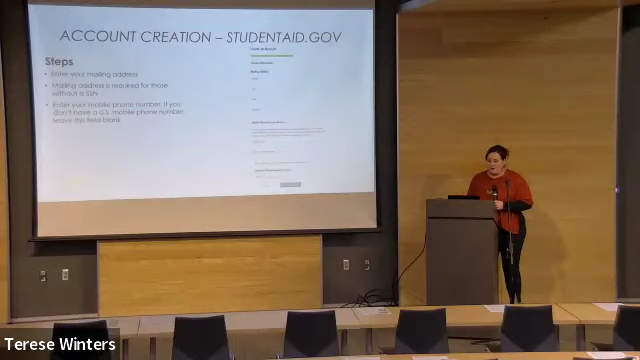 ACCOUNT CREATION – STUDENTAID.GOV
Steps
• Enter your mailing address
• Mailing address is required for those
without a SSN
• Enter your mobile phone number. If you
don't have a U.S. mobile phone number,
leave this field blank
Terese Winters